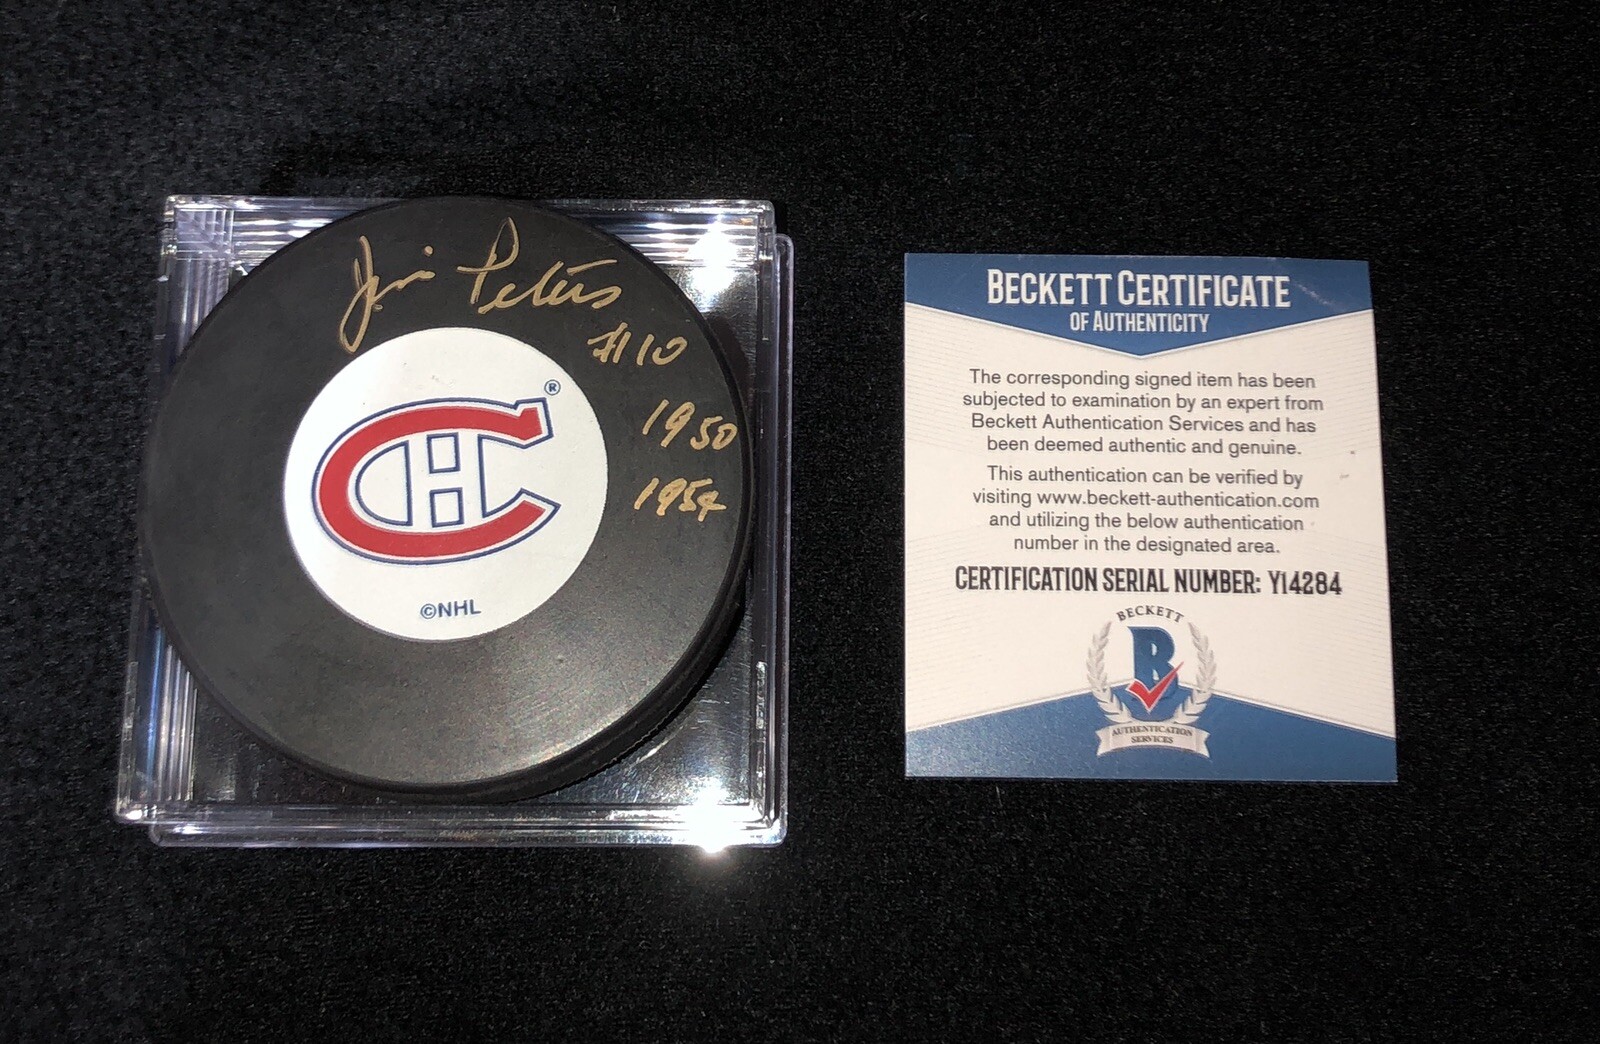 Jim Peters
#10
1950
1954
®
CH
©NHL
BECKETT CERTIFICATE
OF AUTHENTICITY
The corresponding signed item has been
subjected to examination by an expert from
Beckett Authentication Services and has
been deemed authentic and genuine.
This authentication can be verified by
visiting www.beckett-authentication.com
and utilizing the below authentication
number in the designated area.
CERTIFICATION SERIAL NUMBER: Y14284
BECKETT
B
AUTHENTICATION
SERVICES